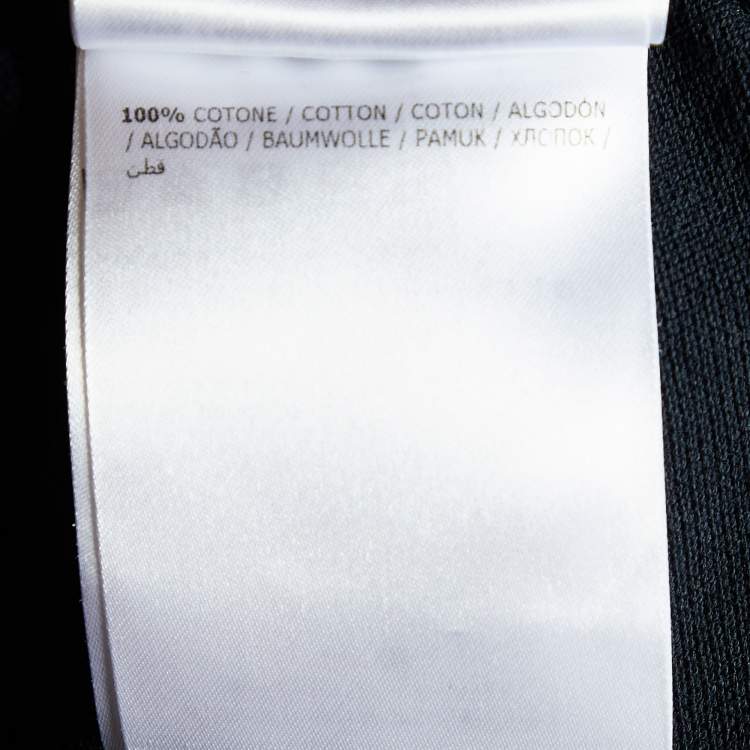 100% COTONE / COTTON / COTON / ALGODÓN
/ ALGODÃO / BAUMWOLLE / PAMUK / ХЛОПОК /
قطن